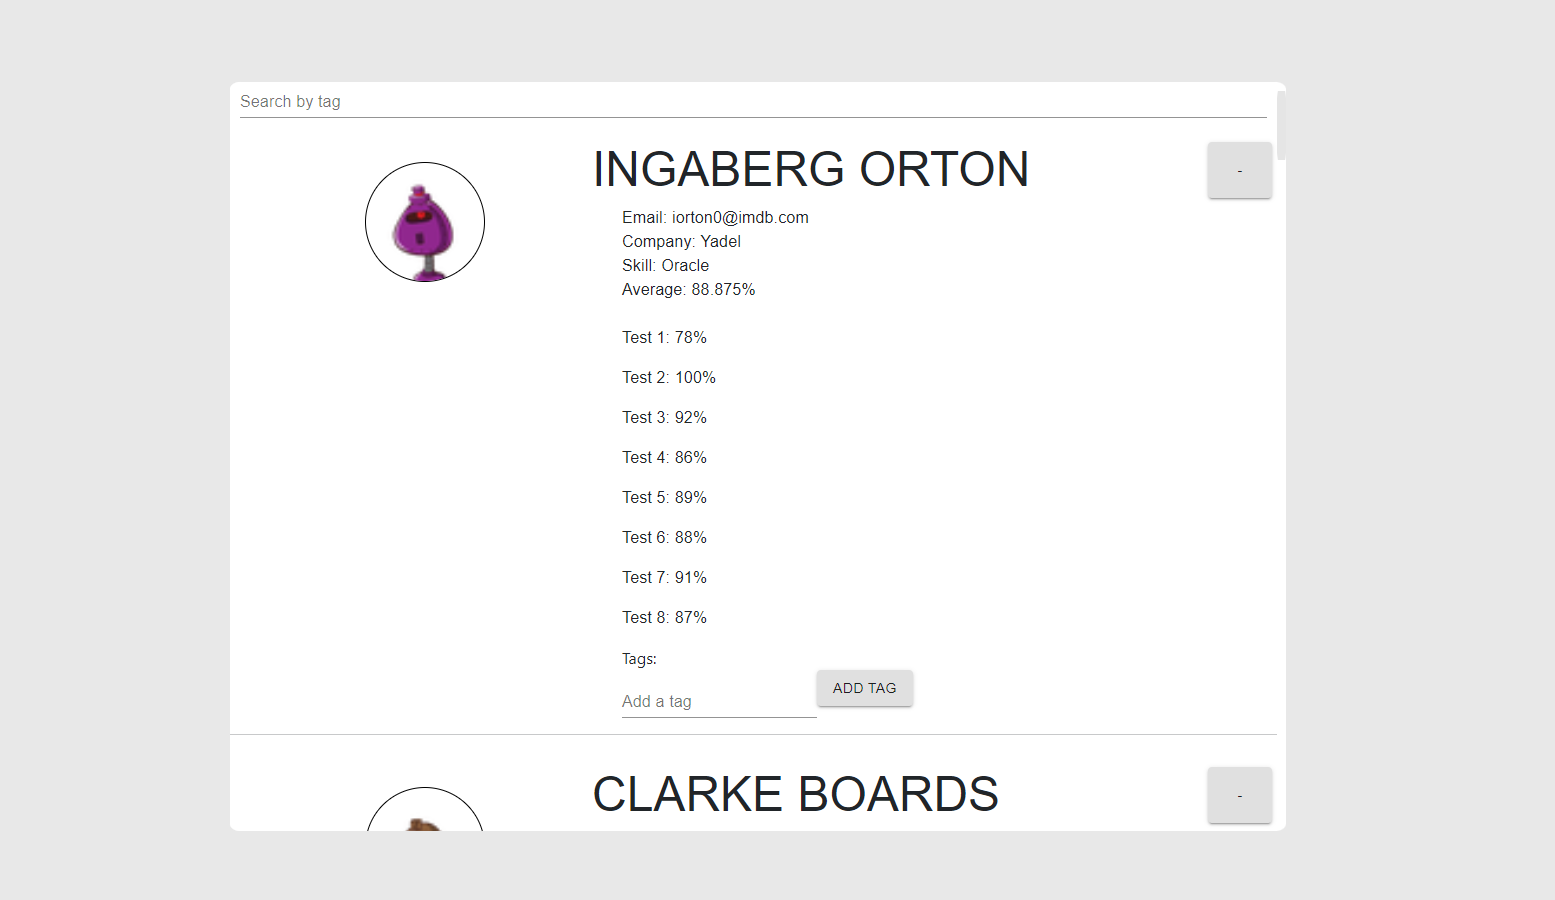 Search by tag
INGABERG ORTON
-
Email: iorton0@imdb.com
Company: Yadel
Skill: Oracle
Average: 88.875%
Test 1: 78%
Test 2: 100%
Test 3: 92%
Test 4: 86%
Test 5: 89%
Test 6: 88%
Test 7: 91%
Test 8: 87%
Tags:
Add a tag
ADD TAG
CLARKE BOARDS
-